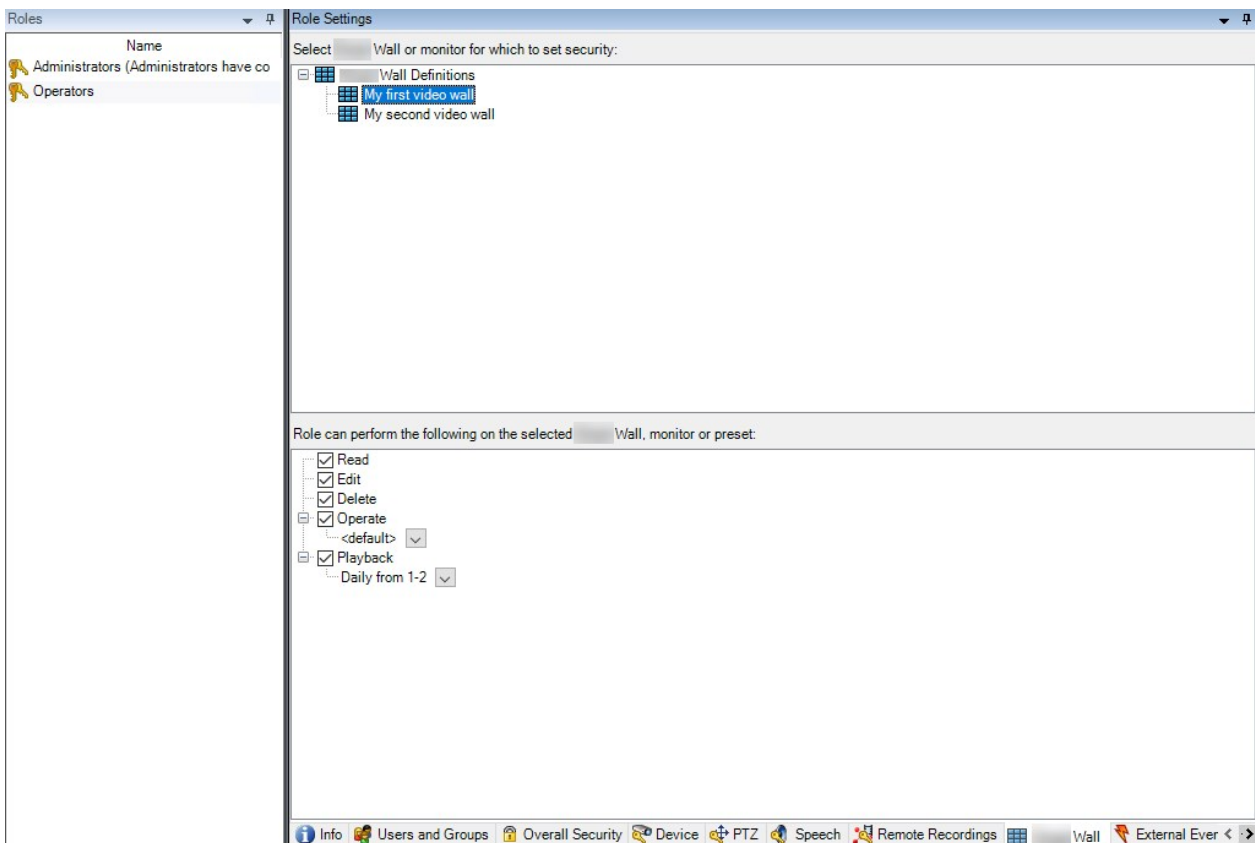 Roles
Name
Administrators (Administrators have co
Operators
Role Settings
Select Wall or monitor for which to set security:
Wall Definitions
My first video wall
My second video wall
Role can perform the following on the selected Wall, monitor or preset:
Read
Edit
Delete
Operate
<default>
Playback
Daily from 1-2
Info Users and Groups Overall Security Device PTZ Speech Remote Recordings Wall External Ever